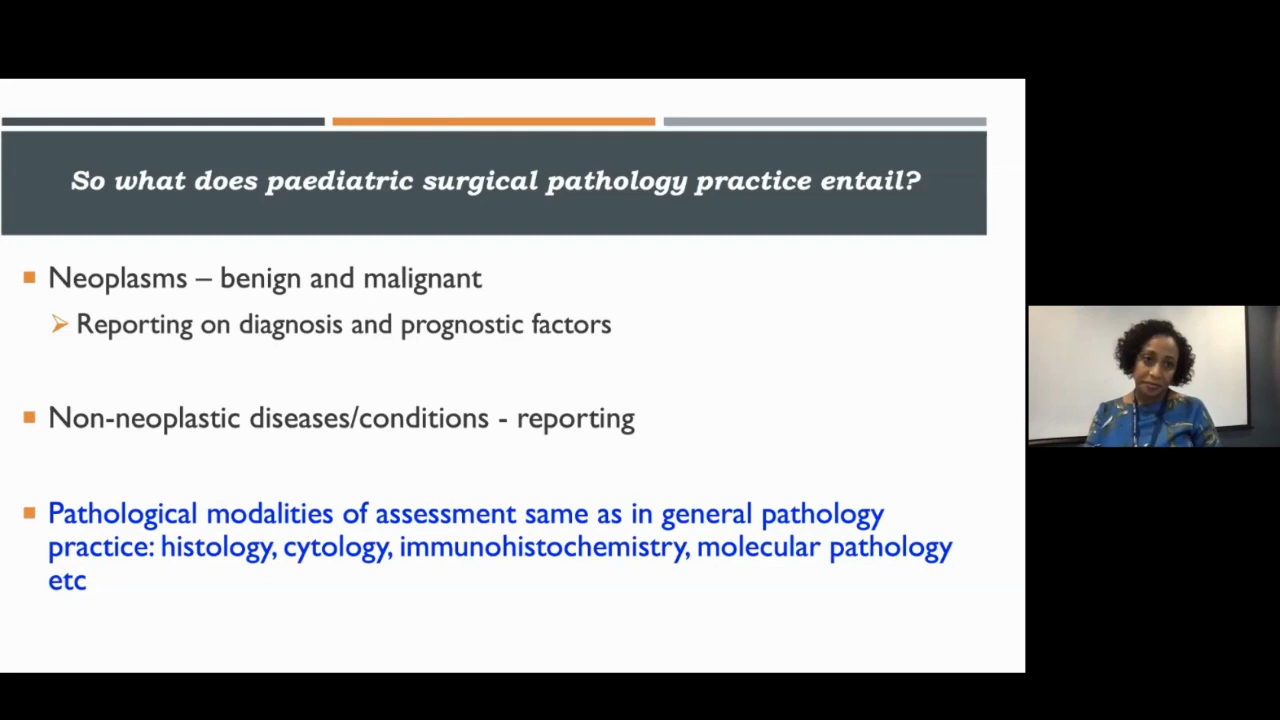 So what does paediatric surgical pathology practice entail?
Neoplasms – benign and malignant
Reporting on diagnosis and prognostic factors
Non-neoplastic diseases/conditions - reporting
Pathological modalities of assessment same as in general pathology
practice: histology, cytology, immunohistochemistry, molecular pathology
etc